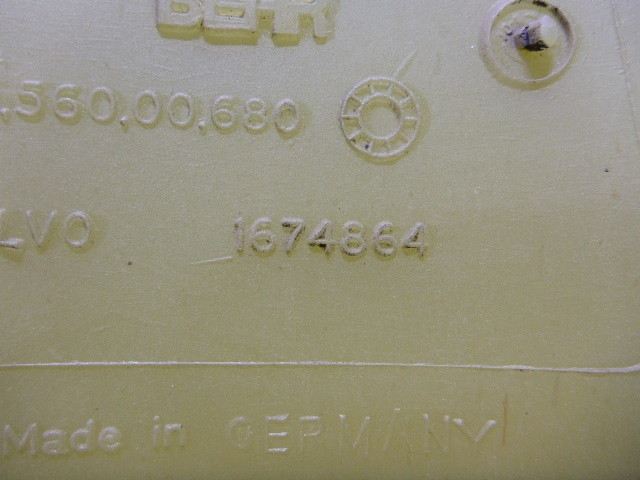 BEHR
.560.00.680
LVO
1674864
Made in GERMANY